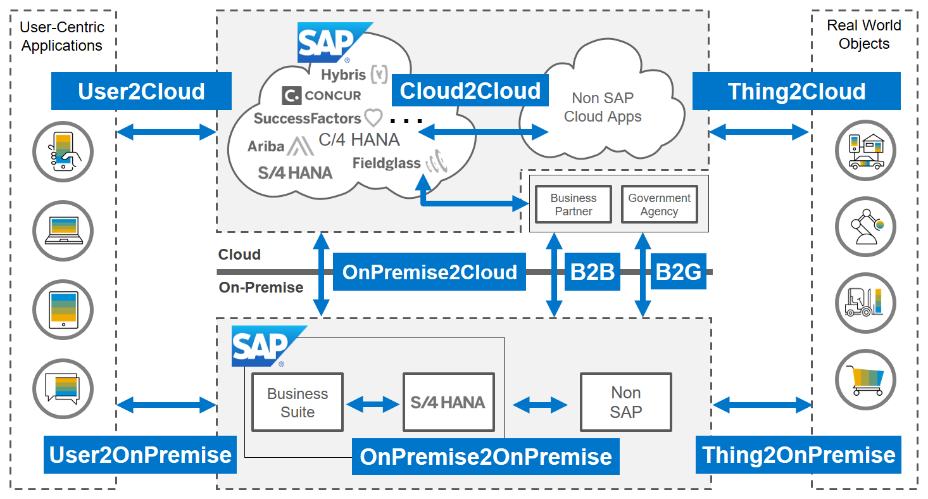 User-Centric
Applications
User2Cloud
User2OnPremise
SAP
®
Hybris
CONCUR
SuccessFactors
...
C/4 HANA
Ariba
Fieldglass
S/4 HANA
Cloud2Cloud
Non SAP
Cloud Apps
Business
Partner
Government
Agency
Cloud
On-Premise
OnPremise2Cloud
B2B
B2G
SAP
®
Business
Suite
S/4 HANA
Non
SAP
OnPremise2OnPremise
Real World
Objects
Thing2Cloud
Thing2OnPremise